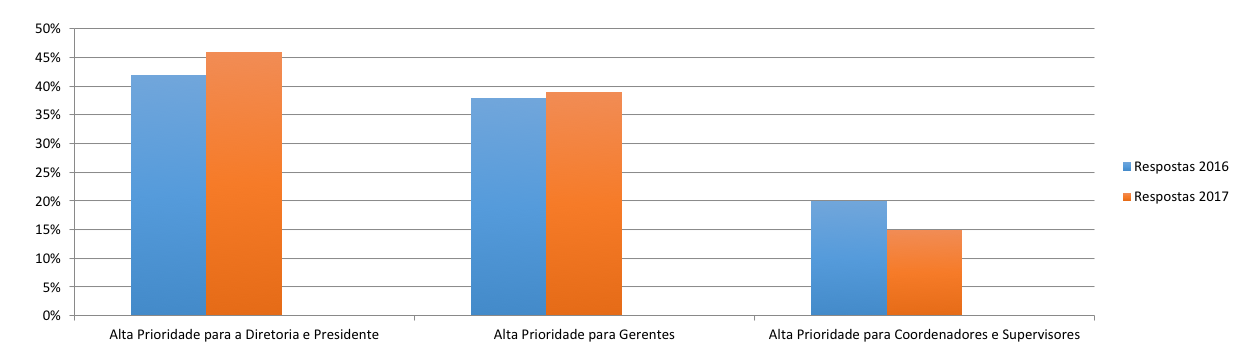 50%
45%
40%
35%
30%
25%
20%
15%
10%
5%
0%
Alta Prioridade para a Diretoria e Presidente
Alta Prioridade para Gerentes
Alta Prioridade para Coordenadores e Supervisores
Respostas 2016
Respostas 2017